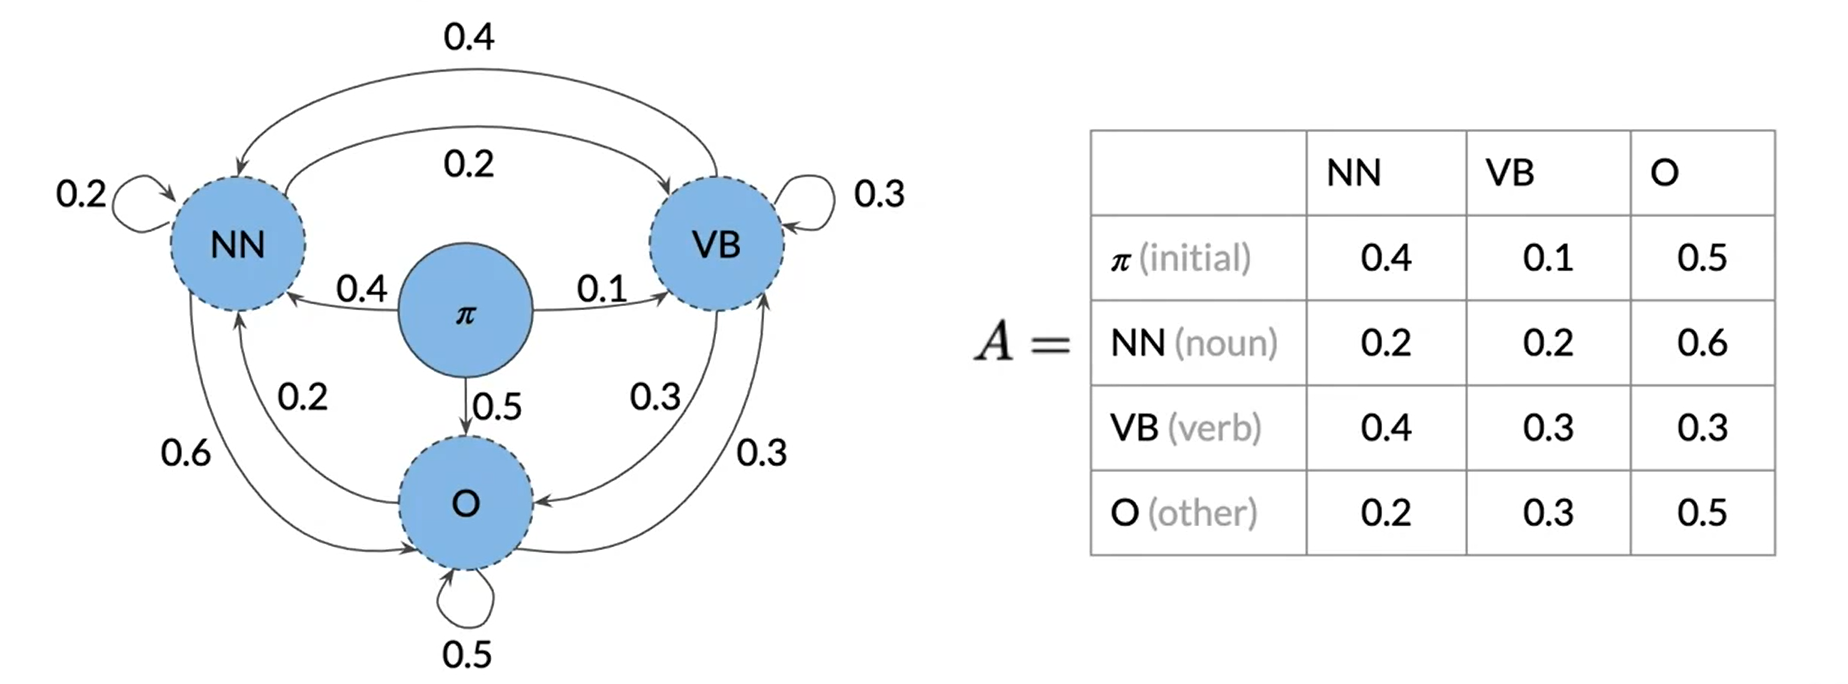 0.4
0.2
0.2
0.3
NN
VB
0.4
π
0.1
0.2
0.5
0.3
0.6
0.3
O
0.5
A =
NN VB O
π (initial) 0.4 0.1 0.5
NN (noun) 0.2 0.2 0.6
VB (verb) 0.4 0.3 0.3
O (other) 0.2 0.3 0.5